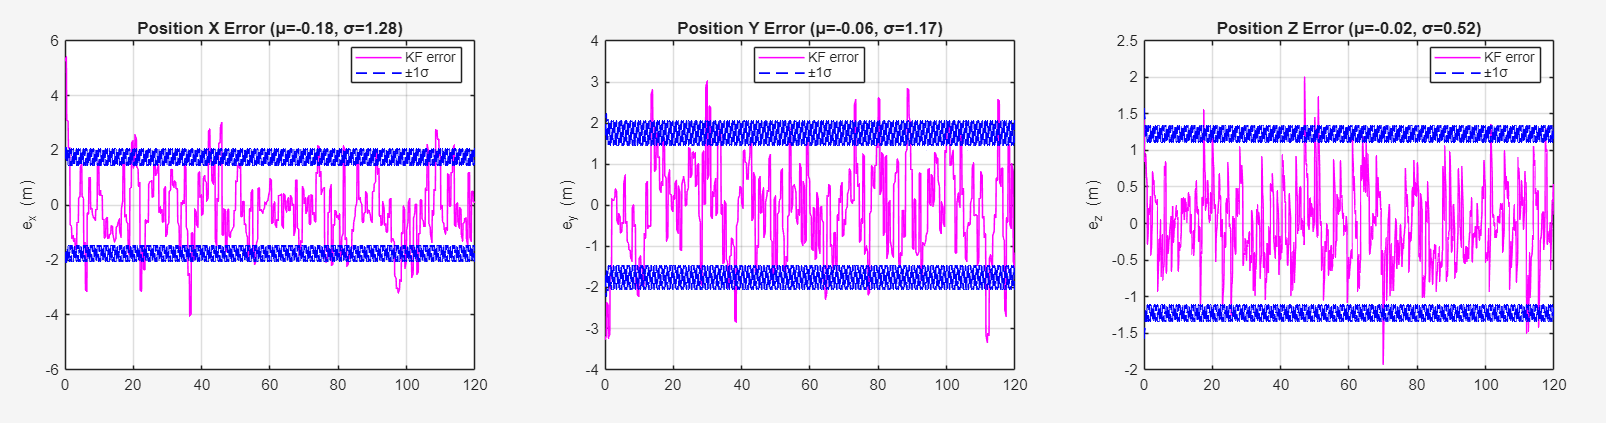 Position X Error (μ=-0.18, σ=1.28)
KF error
±1σ
6
4
2
0
-2
-4
-6
e_x (m)
0 20 40 60 80 100 120
Position Y Error (μ=-0.06, σ=1.17)
KF error
±1σ
4
3
2
1
0
-1
-2
-3
-4
e_y (m)
0 20 40 60 80 100 120
Position Z Error (μ=-0.02, σ=0.52)
KF error
±1σ
2.5
2
1.5
1
0.5
0
-0.5
-1
-1.5
-2
e_z (m)
0 20 40 60 80 100 120